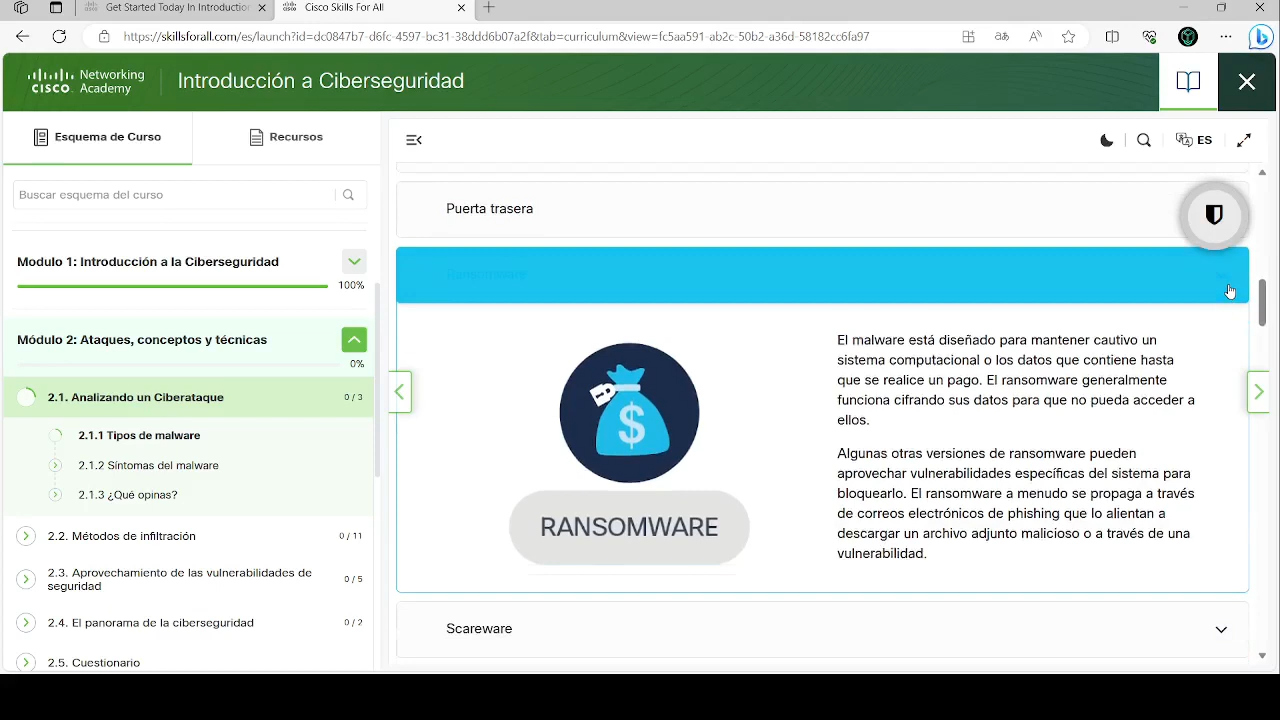 Get Started Today In Introduction
Cisco Skills For All
https://skillsforall.com/es/launch?id=dc0847b7-d6fc-4597-bc31-38ddd6b07a2f&tab=curriculum&view=fc5aa591-ab2c-50b2-a36d-58182cc6fa97
Networking
CISCO Academy
Introducción a Ciberseguridad
Esquema de Curso
Recursos
ES
Buscar esquema del curso
Modulo 1: Introducción a la Ciberseguridad
100%
Módulo 2: Ataques, conceptos y técnicas
0%
2.1. Analizando un Ciberataque
0 / 3
2.1.1 Tipos de malware
2.1.2 Síntomas del malware
2.1.3 ¿Qué opinas?
2.2. Métodos de infiltración
0 / 11
2.3. Aprovechamiento de las vulnerabilidades de
seguridad
0 / 5
2.4. El panorama de la ciberseguridad
0 / 2
2.5. Cuestionario
Puerta trasera
Ransomware
$
RANSOMWARE
El malware está diseñado para mantener cautivo un
sistema computacional o los datos que contiene hasta
que se realice un pago. El ransomware generalmente
funciona cifrando sus datos para que no pueda acceder a
ellos.
Algunas otras versiones de ransomware pueden
aprovechar vulnerabilidades específicas del sistema para
bloquearlo. El ransomware a menudo se propaga a través
de correos electrónicos de phishing que lo alientan a
descargar un archivo adjunto malicioso o a través de una
vulnerabilidad.
Scareware